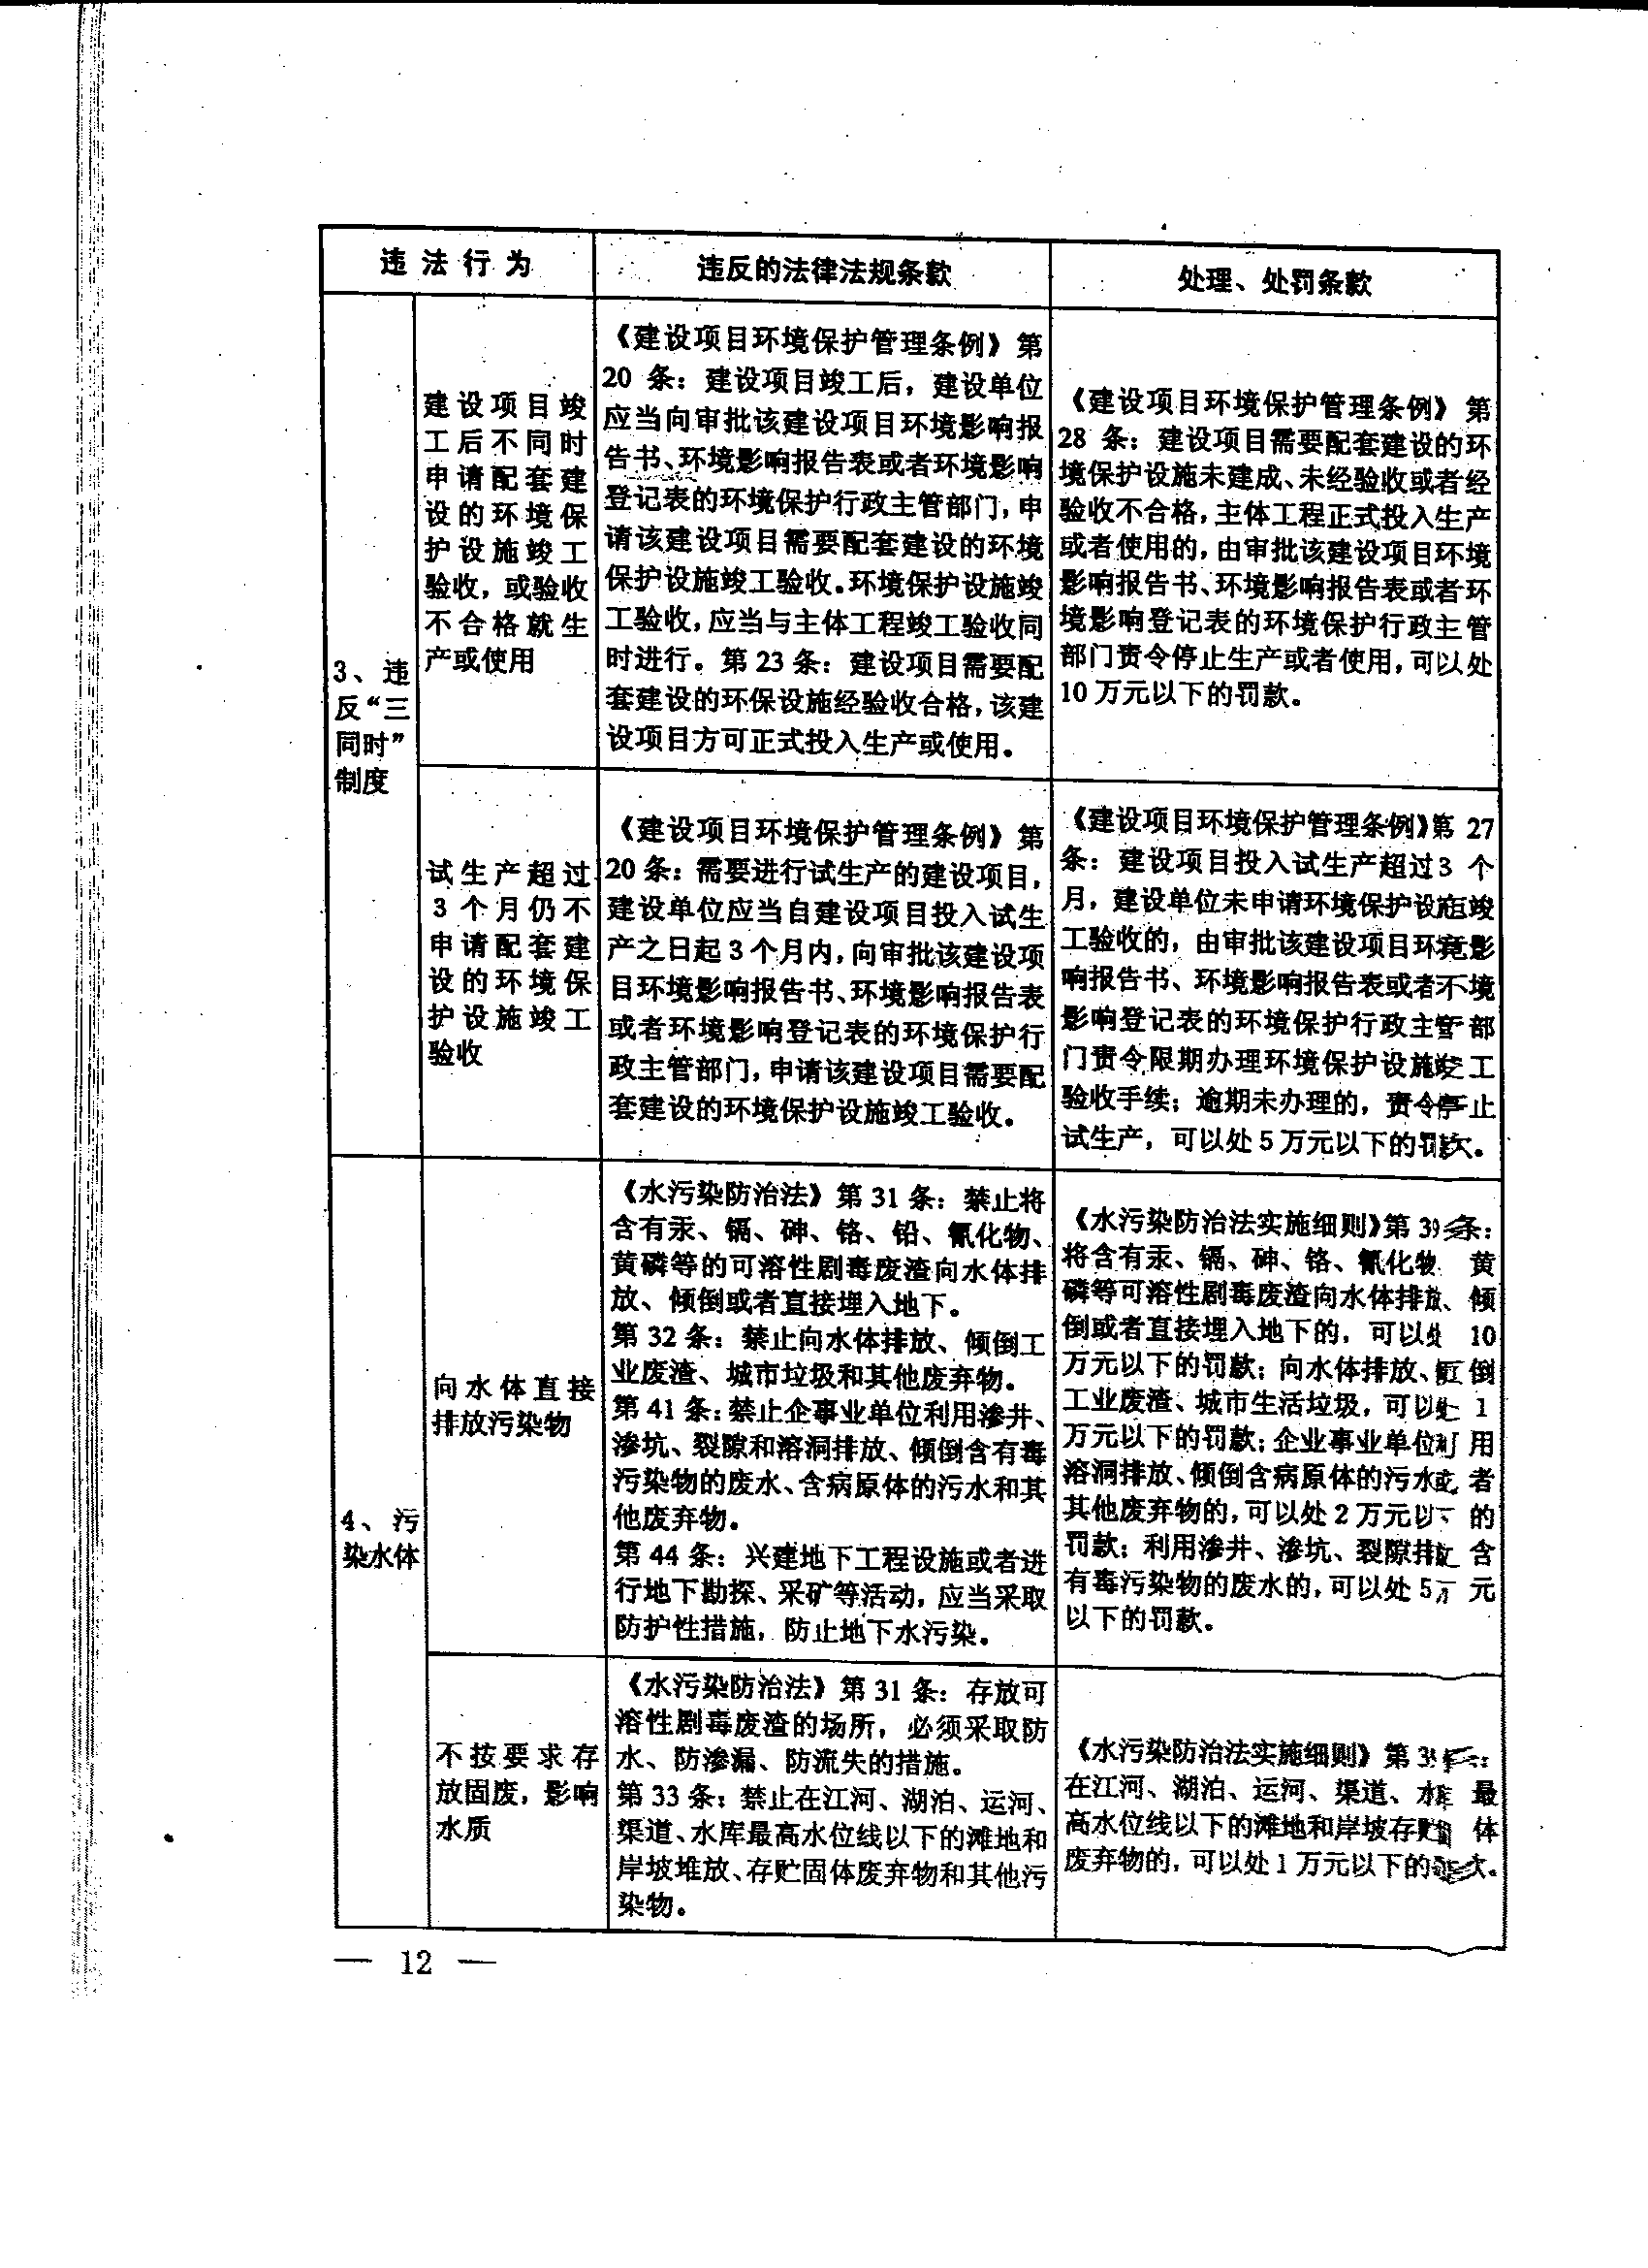 违法行为
违反的法律法规条款
处理、处罚条款
3、违
反“三
同时”
制度
建设项目竣
工后不同时
申请配套建
设的环境保
护设施竣工
验收，或验收
不合格就生
产或使用
《建设项目环境保护管理条例》第
20 条：建设项目竣工后，建设单位
应当向审批该建设项目环境影响报
告书、环境影响报告表或者环境影响
登记表的环境保护行政主管部门，申
请该建设项目需要配套建设的环境
保护设施竣工验收。环境保护设施竣
工验收，应当与主体工程竣工验收同
时进行。第 23 条：建设项目需要配
套建设的环保设施经验收合格，该建
设项目方可正式投入生产或使用。
《建设项目环境保护管理条例》第
28 条：建设项目需要配套建设的环
境保护设施未建成、未经验收或者经
验收不合格，主体工程正式投入生产
或者使用的，由审批该建设项目环境
影响报告书、环境影响报告表或者环
境影响登记表的环境保护行政主管
部门责令停止生产或者使用，可以处
10 万元以下的罚款。
试生产超过
3 个月仍不
申请配套建
设的环境保
护设施竣工
验收
《建设项目环境保护管理条例》第
20条：需要进行试生产的建设项目，
建设单位应当自建设项目投入试生
产之日起 3 个月内，向审批该建设项
目环境影响报告书、环境影响报告表
或者环境影响登记表的环境保护行
政主管部门，申请该建设项目需要配
套建设的环境保护设施竣工验收。
《建设项目环境保护管理条例》第 27
条：建设项目投入试生产超过3 个
月，建设单位未申请环境保护设施竣
工验收的，由审批该建设项目环境影
响报告书、环境影响报告表或者环境
影响登记表的环境保护行政主管部
门责令限期办理环境保护设施竣工
验收手续；逾期未办理的，责令停止
试生产，可以处 5 万元以下的罚款。
4、污
染水体
向水体直接
排放污染物
《水污染防治法》第 31 条：禁止将
含有汞、镉、砷、铬、铅、氰化物、
黄磷等的可溶性剧毒废渣向水体排
放、倾倒或者直接埋入地下。
第 32 条：禁止向水体排放、倾倒工
业废渣、城市垃圾和其他废弃物。
第 41 条：禁止企事业单位利用渗井、
渗坑、裂隙和溶洞排放、倾倒含有毒
污染物的废水、含病原体的污水和其
他废弃物。
第 44 条：兴建地下工程设施或者进
行地下勘探、采矿等活动，应当采取
防护性措施，防止地下水污染。
《水污染防治法实施细则》第 39条：
将含有汞、镉、砷、铬、氰化物 黄
磷等可溶性剧毒废渣向水体排放、倾
倒或者直接埋入地下的，可以处 10
万元以下的罚款；向水体排放、倾倒
工业废渣、城市生活垃圾，可以处 1
万元以下的罚款；企业事业单位利用
溶洞排放、倾倒含病原体的污水或者
其他废弃物的，可以处 2 万元以下的
罚款；利用渗井、渗坑、裂隙排放含
有毒污染物的废水的，可以处 5万元
以下的罚款。
不按要求存
放固废，影响
水质
《水污染防治法》第 31 条：存放可
溶性剧毒废渣的场所，必须采取防
水、防渗漏、防流失的措施。
第 33 条：禁止在江河、湖泊、运河、
渠道、水库最高水位线以下的滩地和
岸坡堆放、存贮固体废弃物和其他污
染物。
《水污染防治法实施细则》第
在江河、湖泊、运河、渠道、水库最
高水位线以下的滩地和岸坡存贮固体
废弃物的，可以处 1 万元以下的罚款。
— 12 —